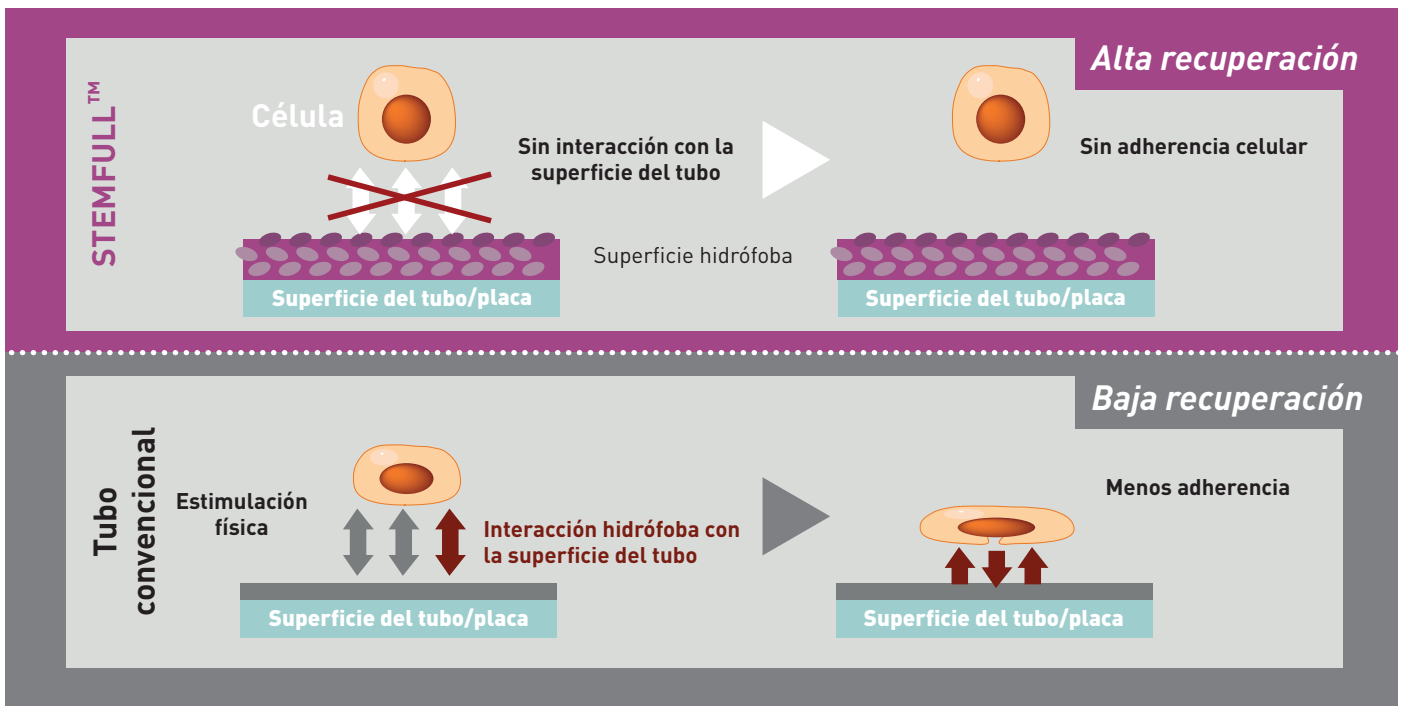 Alta recuperación
STEMFULL™
Célula
Sin interacción con la
superficie del tubo
Sin adherencia celular
Superficie hidrófoba
Superficie del tubo/placa
Superficie del tubo/placa
Baja recuperación
Tubo
convencional
Estimulación
física
Interacción hidrófoba con
la superficie del tubo
Menos adherencia
Superficie del tubo/placa
Superficie del tubo/placa